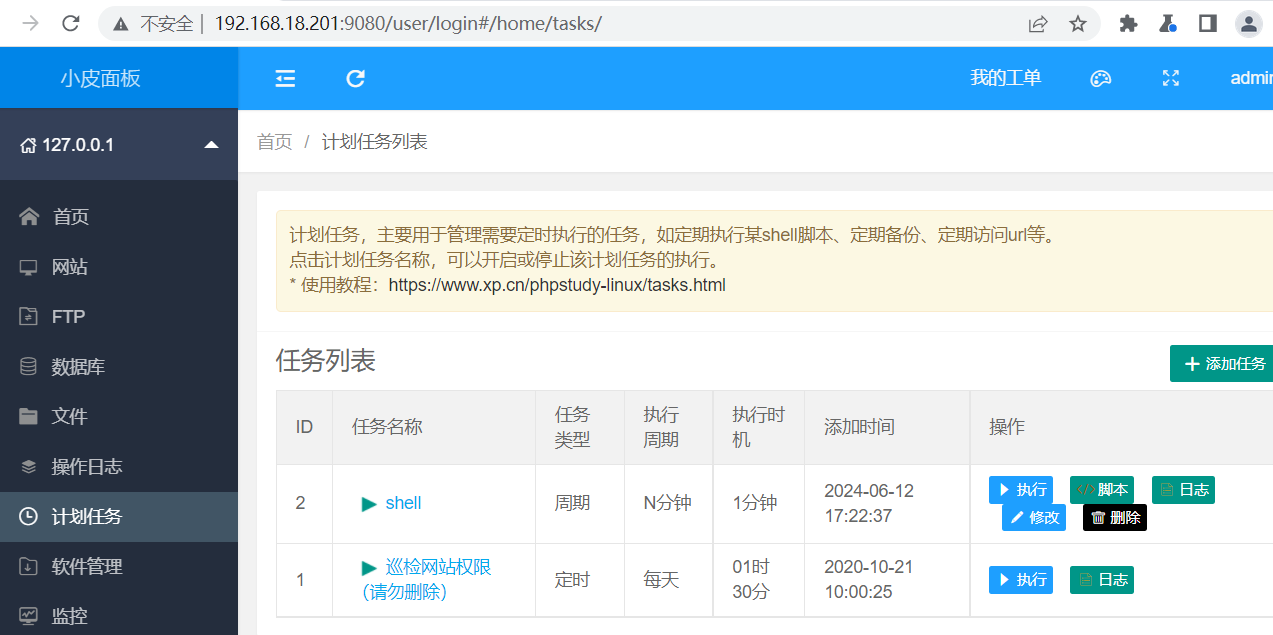 不安全 | 192.168.18.201:9080/user/login#/home/tasks/
小皮面板
我的工单
admin
127.0.0.1
首页 / 计划任务列表
首页
网站
FTP
数据库
文件
操作日志
计划任务
软件管理
监控
计划任务，主要用于管理需要定时执行的任务，如定期执行某shell脚本、定期备份、定期访问url等。
点击计划任务名称，可以开启或停止该计划任务的执行。
* 使用教程：https://www.xp.cn/phpstudy-linux/tasks.html
任务列表
添加任务
ID 任务名称 任务类型 执行周期 执行时机 添加时间 操作
2 shell 周期 N分钟 1分钟 2024-06-12 17:22:37 执行 脚本 日志
修改 删除
1 巡检网站权限(请勿删除) 定时 每天 01时30分 2020-10-21 10:00:25 执行 日志